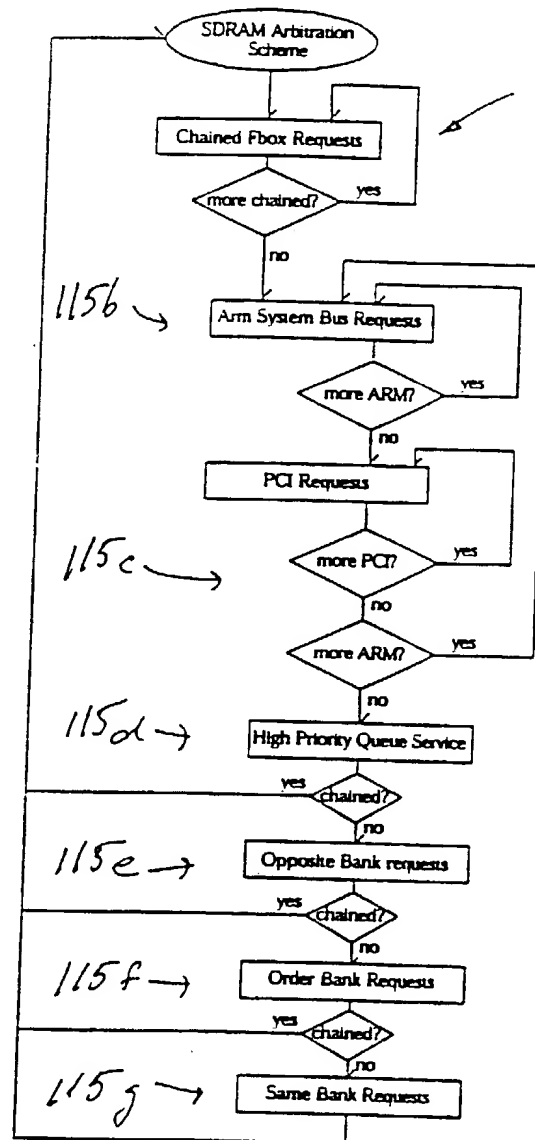 SDRAM Arbitration
Scheme
Chained Fbox Requests
more chained?
yes
no
115b
Arm System Bus Requests
more ARM?
yes
no
PCI Requests
115c
more PCI?
yes
no
more ARM?
yes
no
115d
High Priority Queue Service
yes
chained?
no
115e
Opposite Bank requests
yes
chained?
no
115f
Order Bank Requests
yes
chained?
no
115g
Same Bank Requests